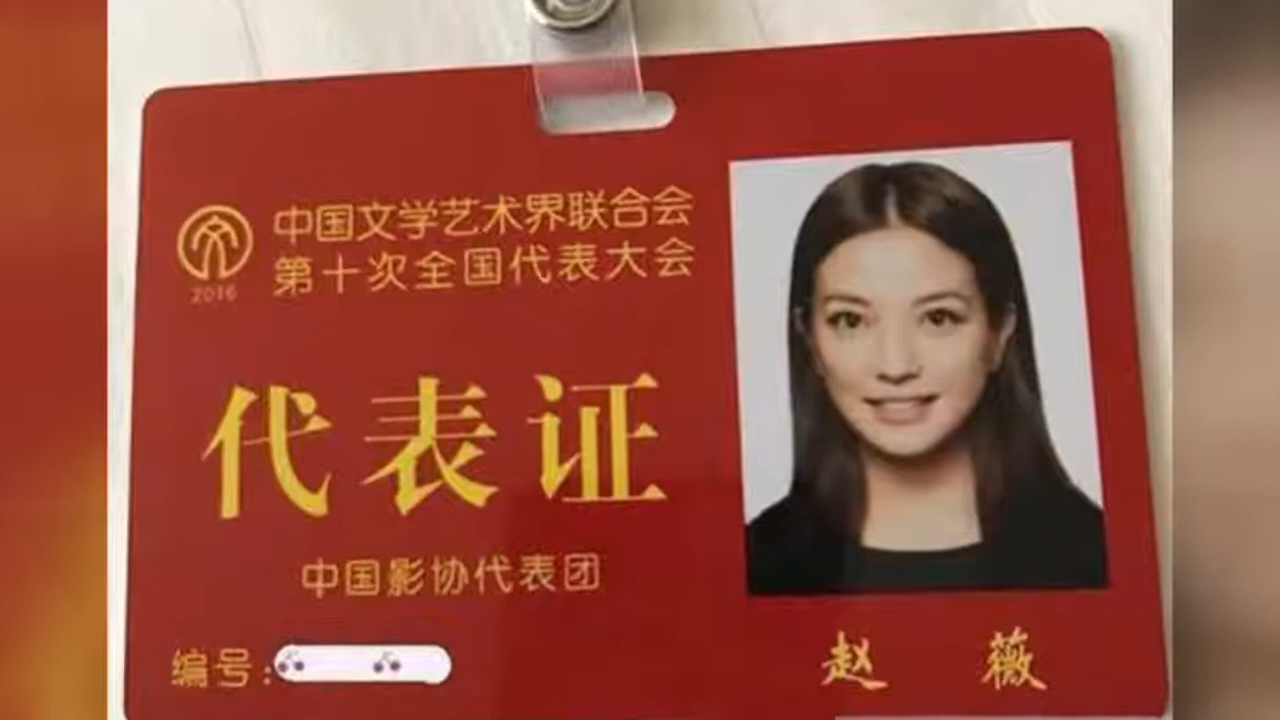 中国文学艺术界联合会
第十次全国代表大会
2016
代表证
中国影协代表团
编号:
赵 薇